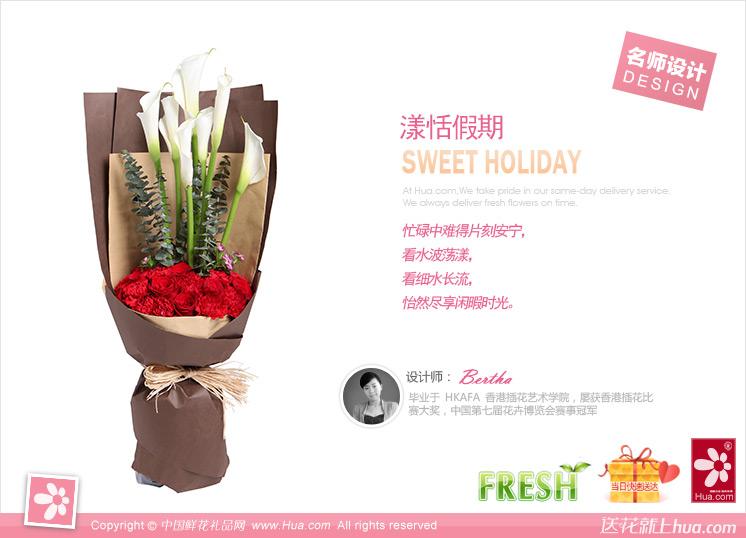 名师设计
DESIGN
漾恬假期
SWEET HOLIDAY
At Hua.com,We take pride in our same-day delivery service.
We always deliver fresh flowers on time.
忙碌中难得片刻安宁，
看水波荡漾，
看细水长流，
怡然尽享闲暇时光。
设计师： Bertha
毕业于 HKAFA 香港插花艺术学院，屡获香港插花比
赛大奖，中国第七届花卉博览会赛事冠军
FRESH
当日快速送达
Hua.com
Copyright © 中国鲜花礼品网 www.Hua.com All rights reserved
送花就上hua.com